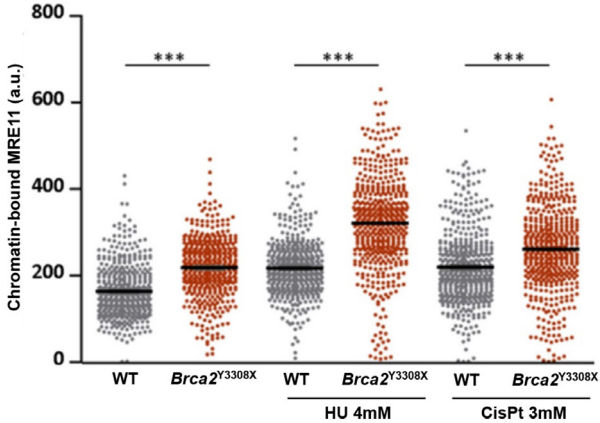 Chromatin-bound MRE11 (a.u.)
800
600
400
200
0
***
***
***
WT
Brca2Y3308X
WT
Brca2Y3308X
WT
Brca2Y3308X
HU 4mM
CisPt 3mM